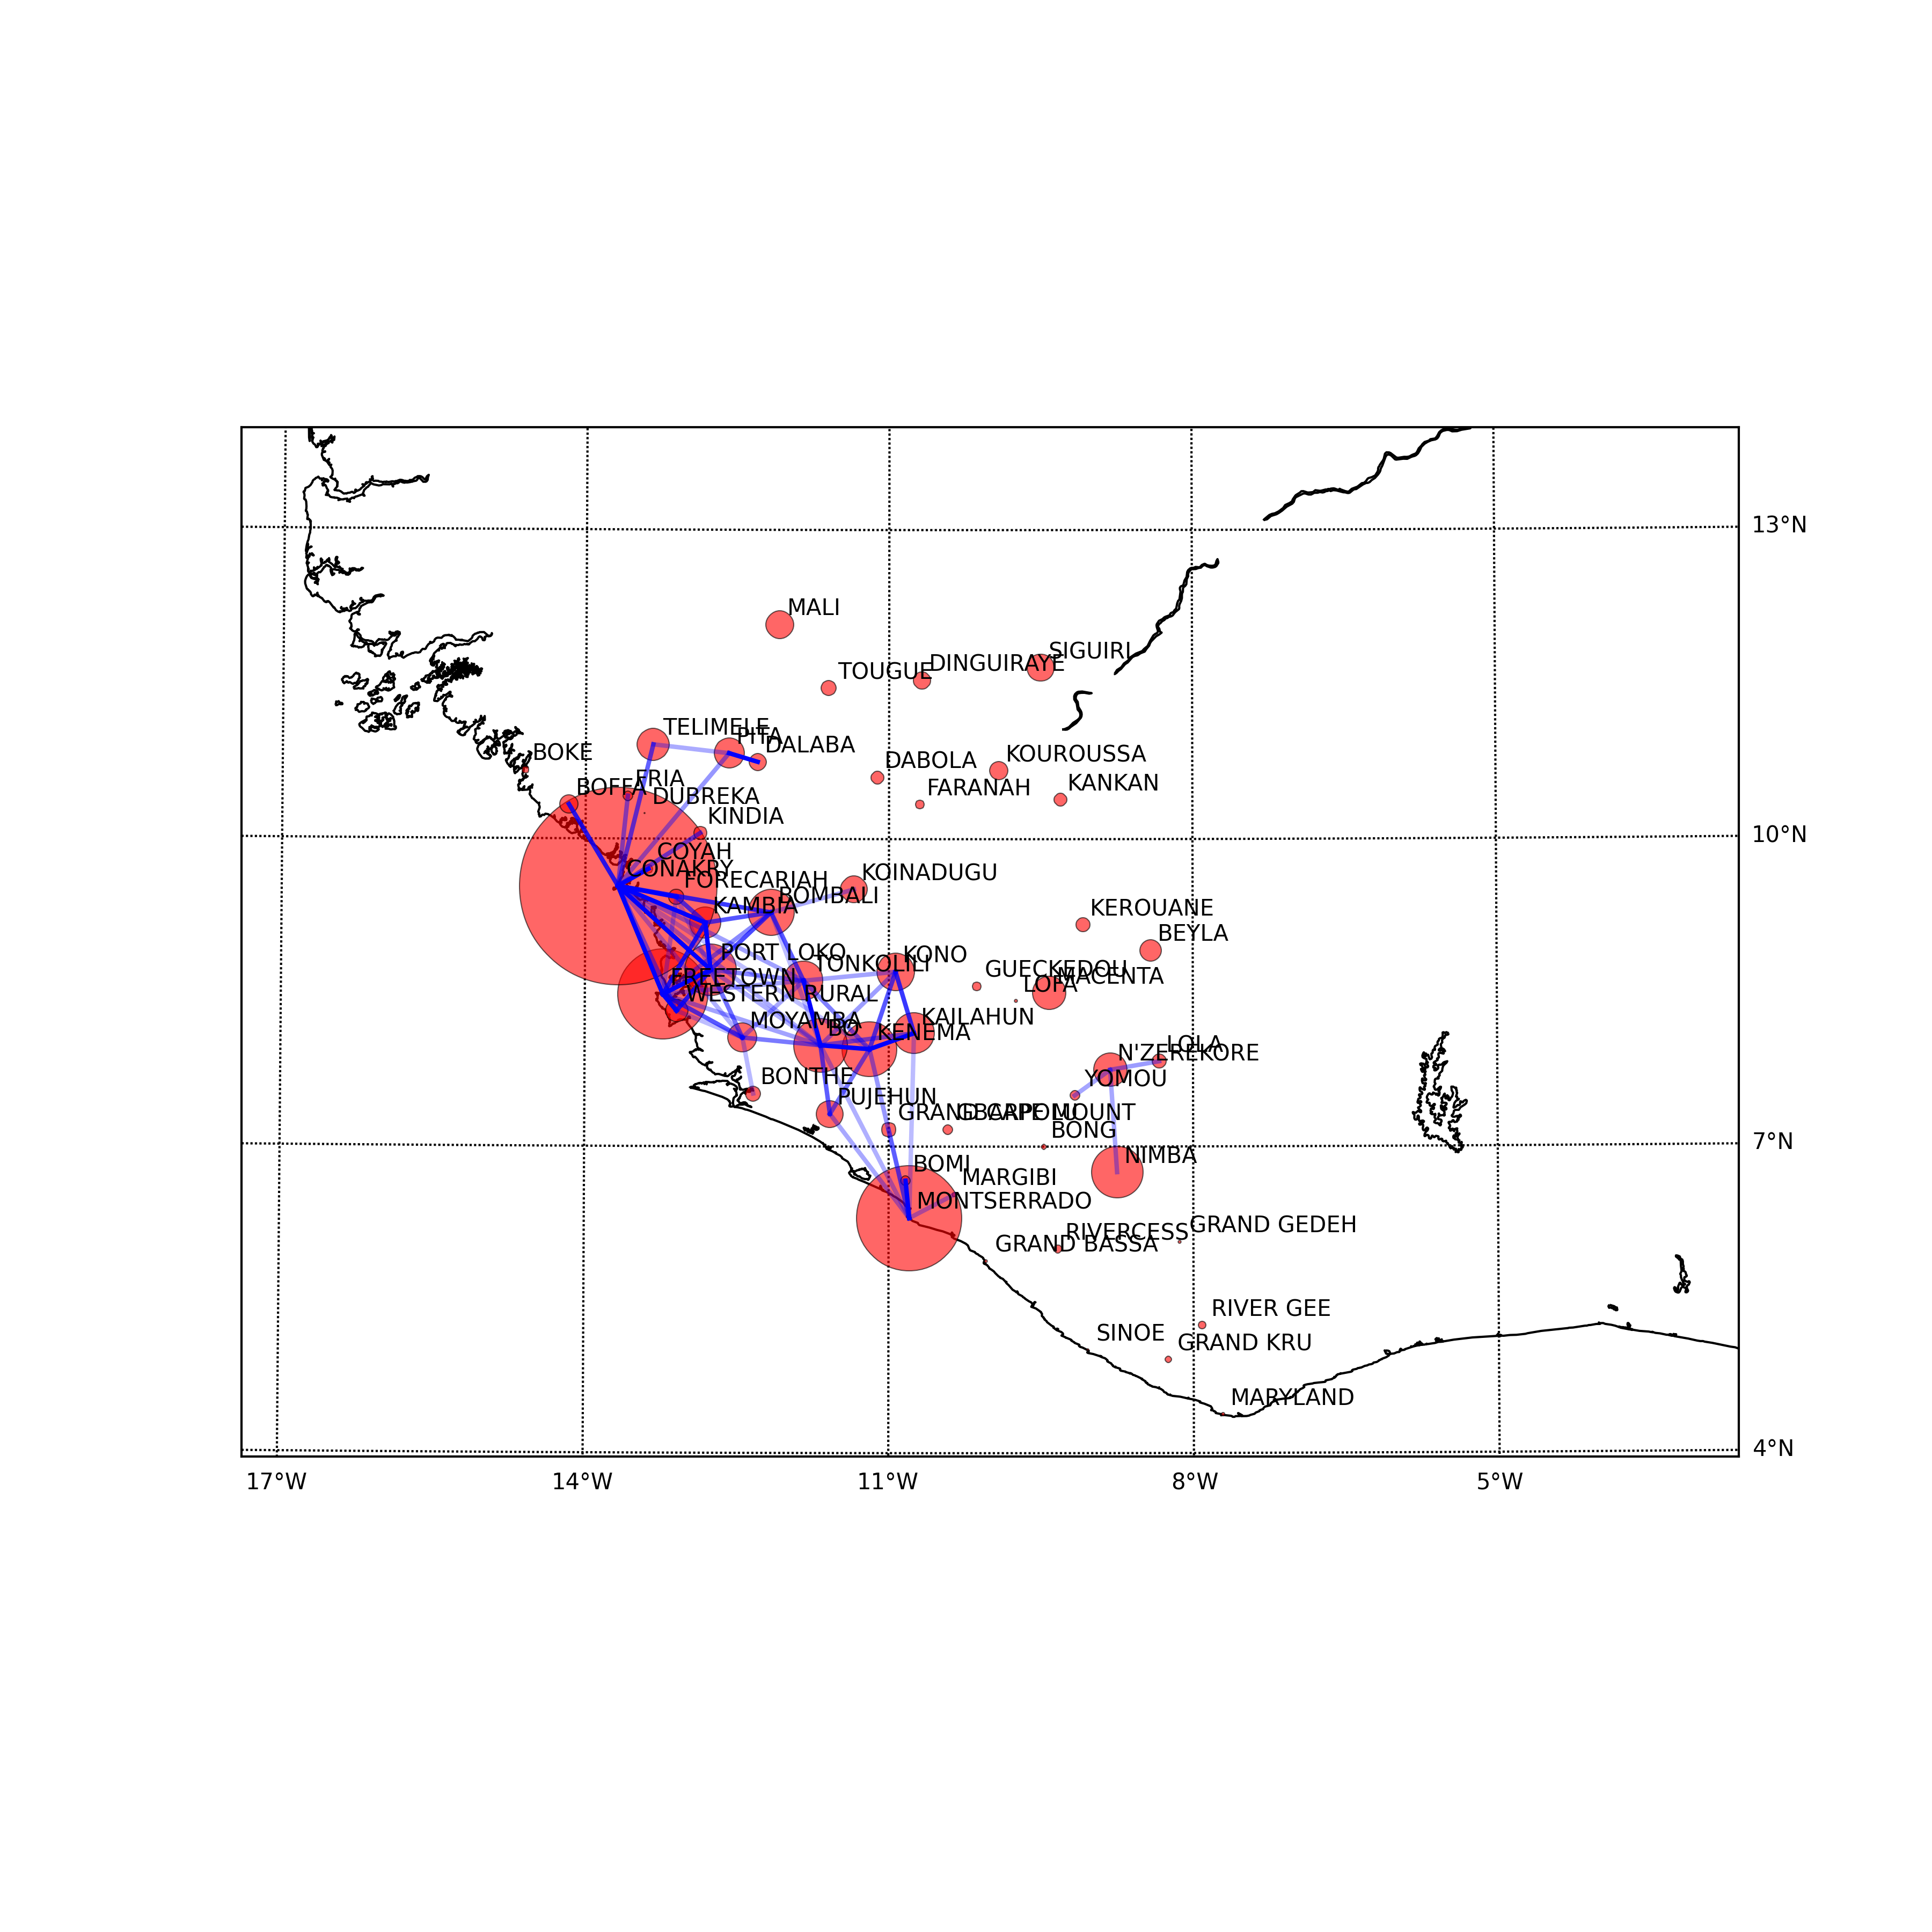 13°N
MALI
SIGUIRI
DINGUIRAYE
TOUGUE
TELIMELE
PITA
DALABA
BOKE
KOUROUSSA
DABOLA
FRIA
KANKAN
BOFFA
FARANAH
DUBREKA
KINDIA
10°N
COYAH
CONAKRY
KOINADUGU
FORECARIAH
BOMBALI
KAMBIA
KEROUANE
BEYLA
PORT LOKO
KONO
TONKOLILI
GUECKEDOU
MACENTA
FREETOWN
LOFA
WESTERN RURAL
KAILAHUN
MOYAMBA
BO
KENEMA
LOLA
N'ZEREKORE
BONTHE
YOMOU
PUJEHUN
GRAND CAPE MOUNT
GBARPOLU
BONG
7°N
NIMBA
BOMI
MARGIBI
MONTSERRADO
GRAND GEDEH
RIVERCESS
GRAND BASSA
RIVER GEE
SINOE
GRAND KRU
MARYLAND
4°N
17°W
14°W
11°W
8°W
5°W